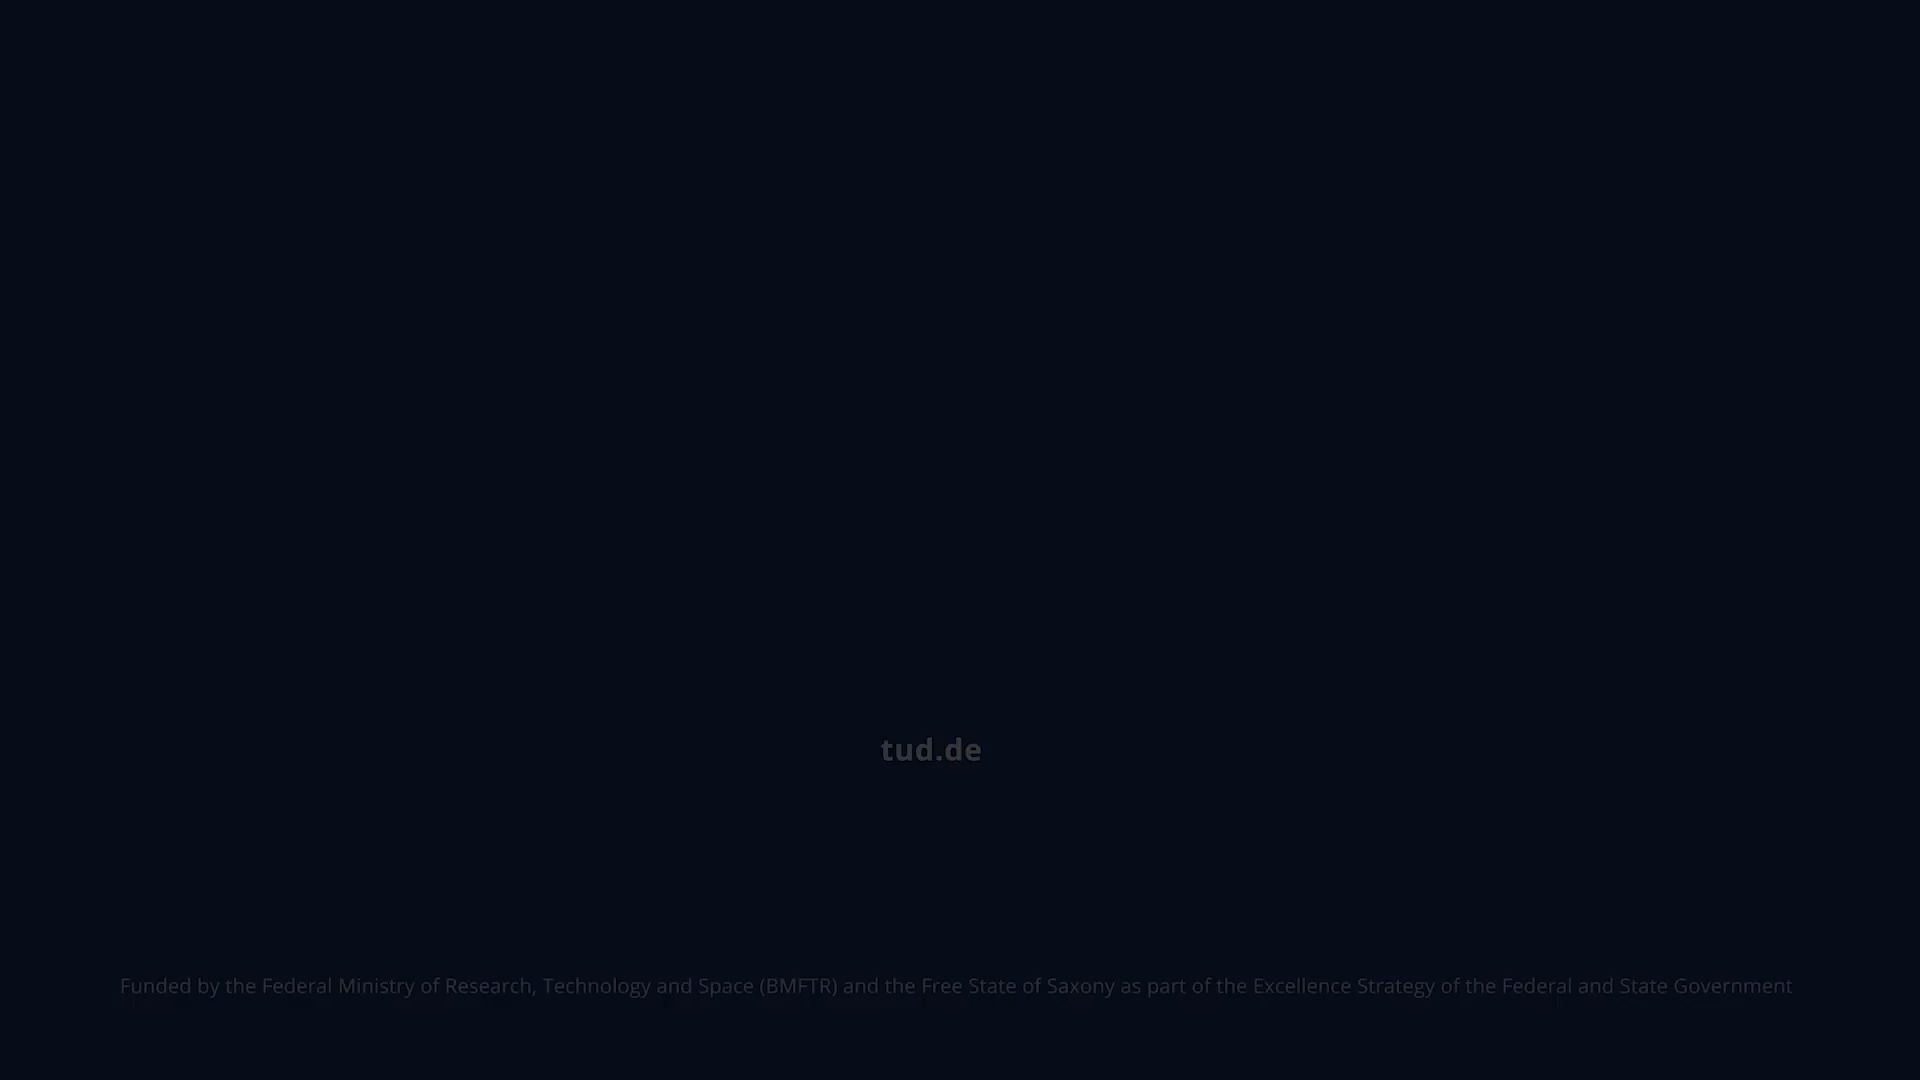 tud.de
Funded by the Federal Ministry of Research, Technology and Space (BMFTR) and the Free State of Saxony as part of the Excellence Strategy of the Federal and State Government